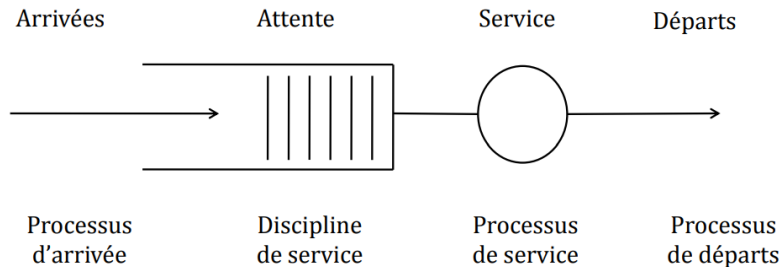 Arrivées
Attente
Service
Départs
Processus
d'arrivée
Discipline
de service
Processus
de service
Processus
de départs